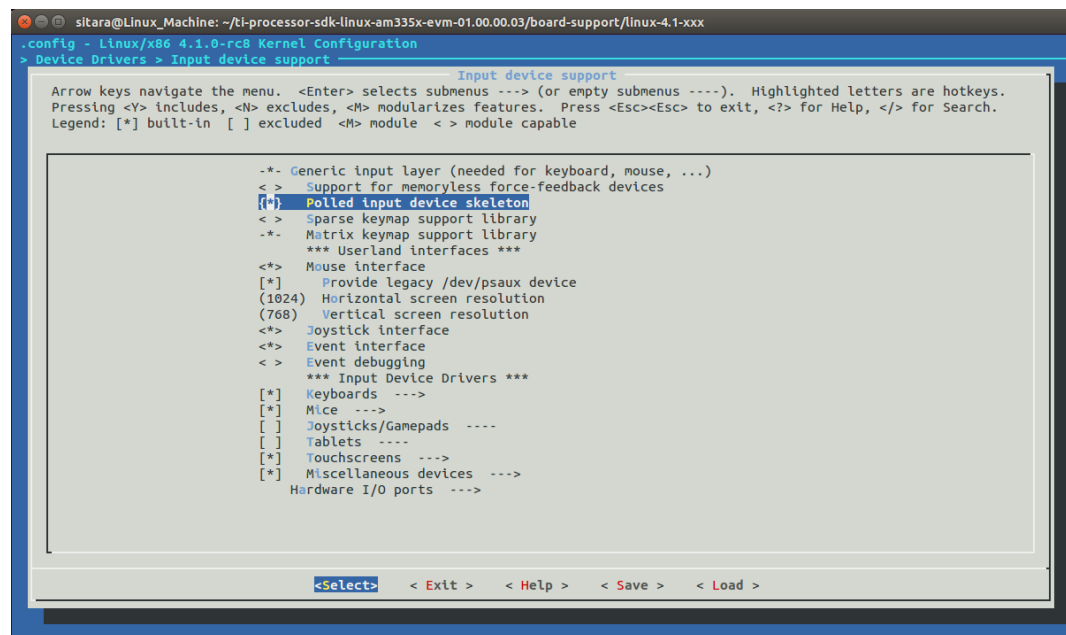 sitara@Linux_Machine: ~/ti-processor-sdk-linux-am335x-evm-01.00.00.03/board-support/linux-4.1-xxx
.config - Linux/x86 4.1.0-rc8 Kernel Configuration
> Device Drivers > Input device support
Input device support
Arrow keys navigate the menu. <Enter> selects submenus ---> (or empty submenus ----). Highlighted letters are hotkeys.
Pressing <Y> includes, <N> excludes, <M> modularizes features. Press <Esc><Esc> to exit, <?> for Help, </> for Search.
Legend: [*] built-in [ ] excluded <M> module < > module capable
-*- Generic input layer (needed for keyboard, mouse, ...)
< > Support for memoryless force-feedback devices
{*} Polled input device skeleton
< > Sparse keymap support library
-*- Matrix keymap support library
*** Userland interfaces ***
<*> Mouse interface
[*] Provide legacy /dev/psaux device
(1024) Horizontal screen resolution
(768) Vertical screen resolution
<*> Joystick interface
<*> Event interface
< > Event debugging
*** Input Device Drivers ***
[*] Keyboards --->
[*] Mice --->
[ ] Joysticks/Gamepads ----
[ ] Tablets ----
[*] Touchscreens --->
[*] Miscellaneous devices --->
Hardware I/O ports --->
<Select> < Exit > < Help > < Save > < Load >